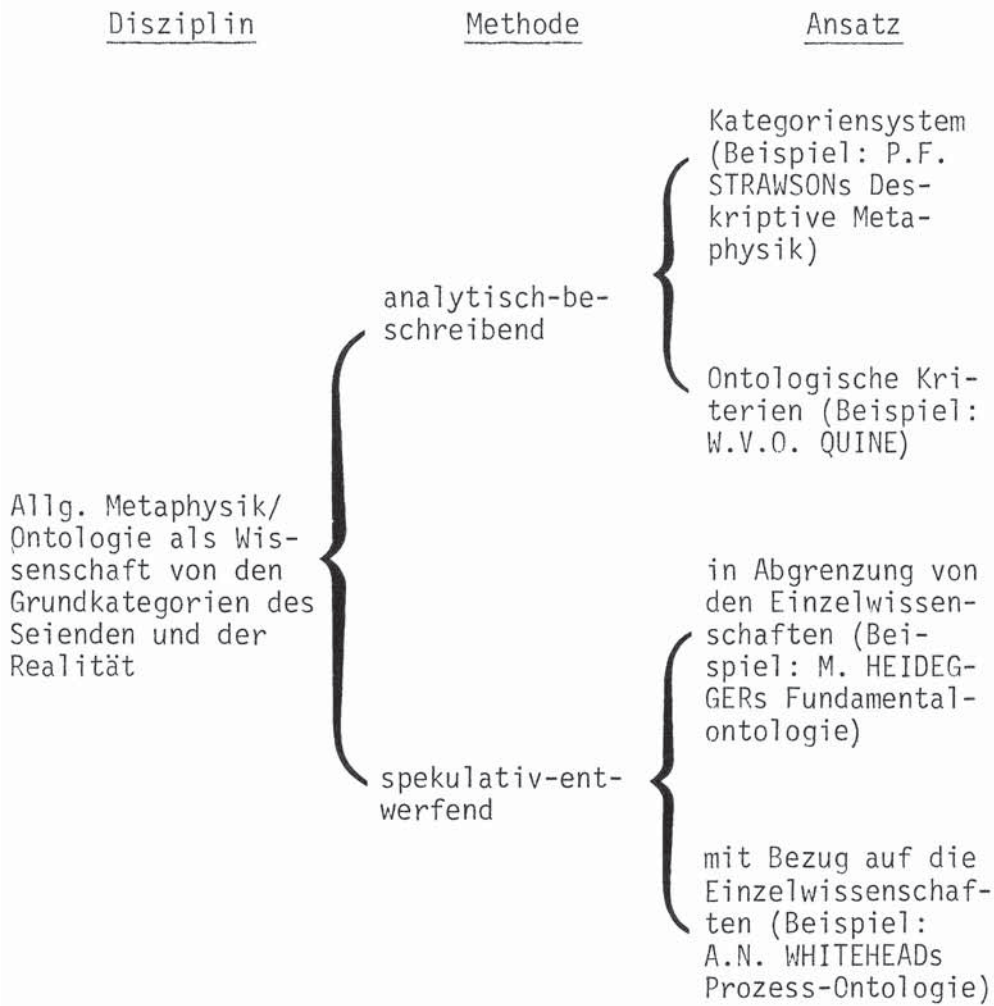 Disziplin Methode Ansatz
Kategoriensystem
(Beispiel: P.F.
STRAWSONs Des-
kriptive Meta-
physik)
analytisch-be-
schreibend
Ontologische Kri-
terien (Beispiel:
W.V.O. QUINE)
Allg. Metaphysik/
Ontologie als Wis-
senschaft von den
Grundkategorien des
Seienden und der
Realität
in Abgrenzung von
den Einzelwissen-
schaften (Bei-
spiel: M. HEIDEG-
GERs Fundamental-
ontologie)
spekulativ-ent-
werfend
mit Bezug auf die
Einzelwissenschaf-
ten (Beispiel:
A.N. WHITEHEADs
Prozess-Ontologie)